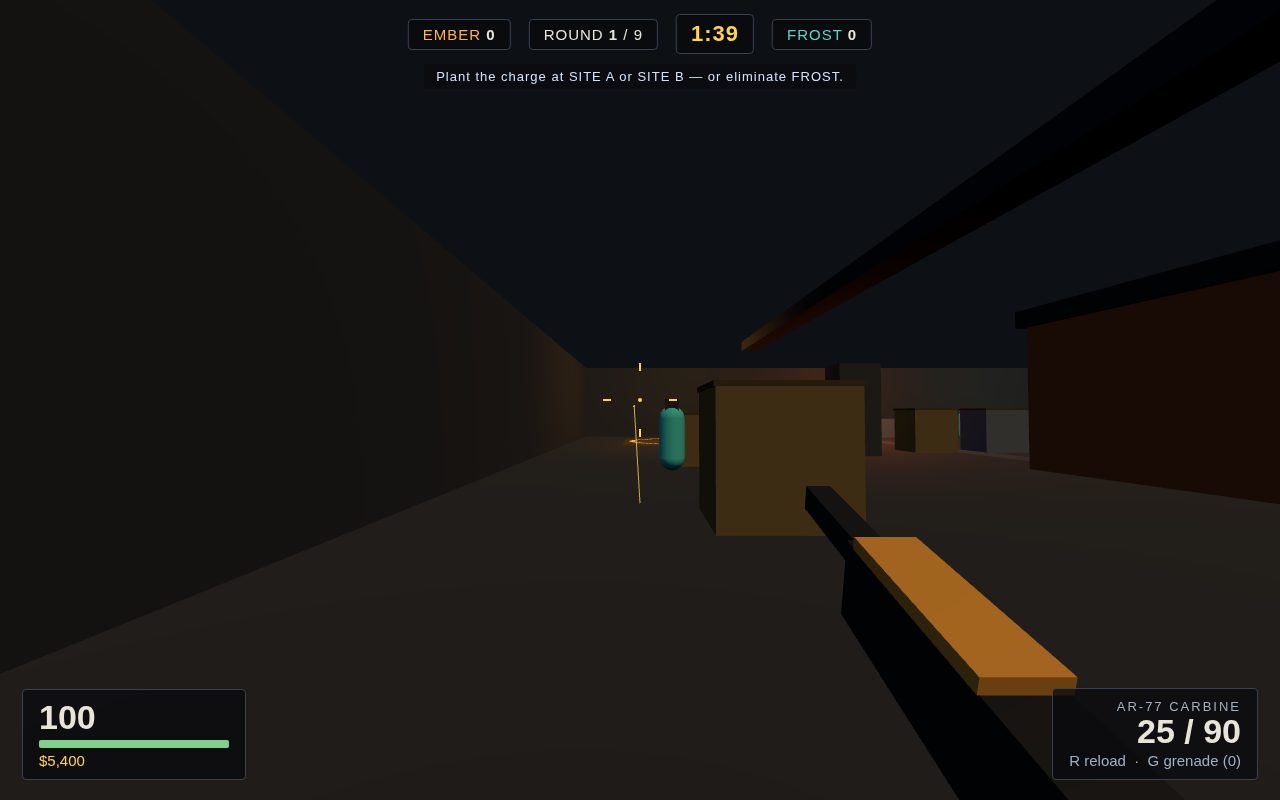 EMBER 0
ROUND 1 / 9
1:39
FROST 0
Plant the charge at SITE A or SITE B — or eliminate FROST.
100
$5,400
AR-77 CARBINE
25 / 90
R reload · G grenade (0)